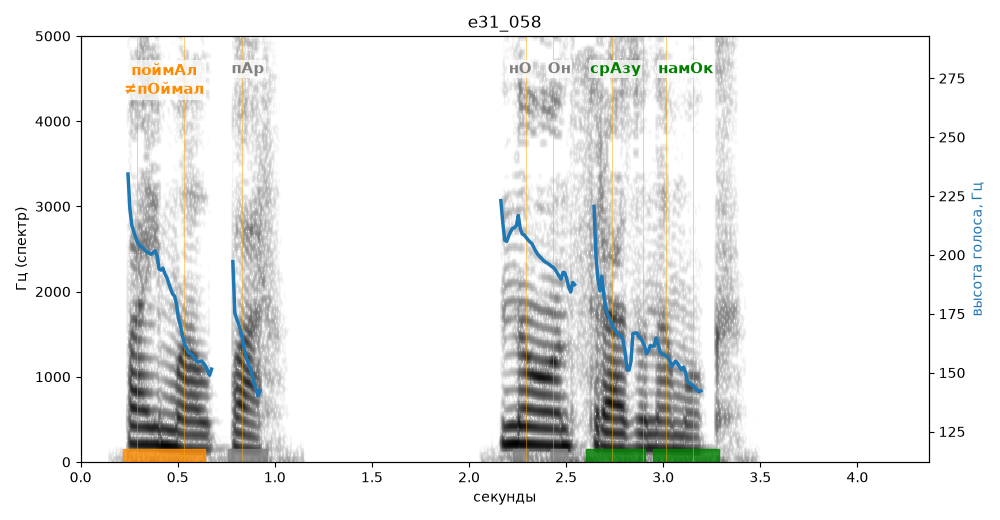 e31_058
поймАл
≠пОймал
пАр
нО
Он
срАзу
намОк
5000
4000
3000
2000
1000
0
Гц (спектр)
275
250
225
200
175
150
125
высота голоса, Гц
0.0 0.5 1.0 1.5 2.0 2.5 3.0 3.5 4.0
секунды